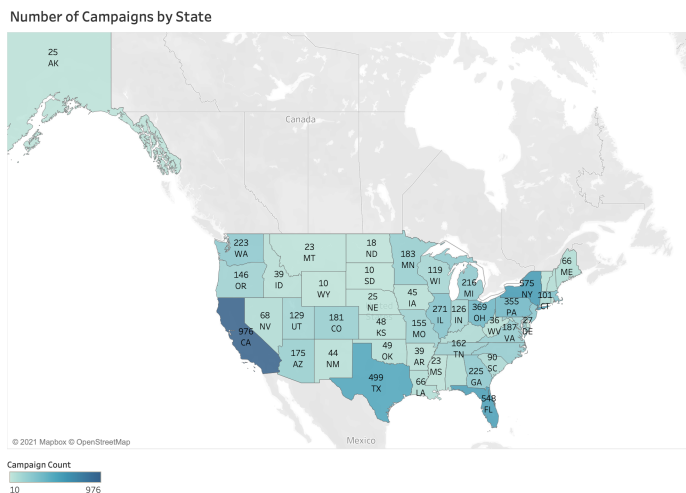 Number of Campaigns by State
25
AK
Canada
223
WA
23
MT
18
ND
183
MN
66
ME
146
OR
39
ID
10
SD
119
WI
216
MI
575
NY
10
WY
45
IA
355
PA
101
CT
68
NV
129
UT
181
CO
25
NE
271
IL
126
IN
369
OH
36
WV
27
DE
976
CA
48
KS
155
MO
187
VA
175
AZ
44
NM
49
OK
39
AR
162
TN
90
SC
499
TX
23
MS
225
GA
66
LA
548
FL
© 2021 Mapbox © OpenStreetMap
Mexico
Campaign Count
10 976